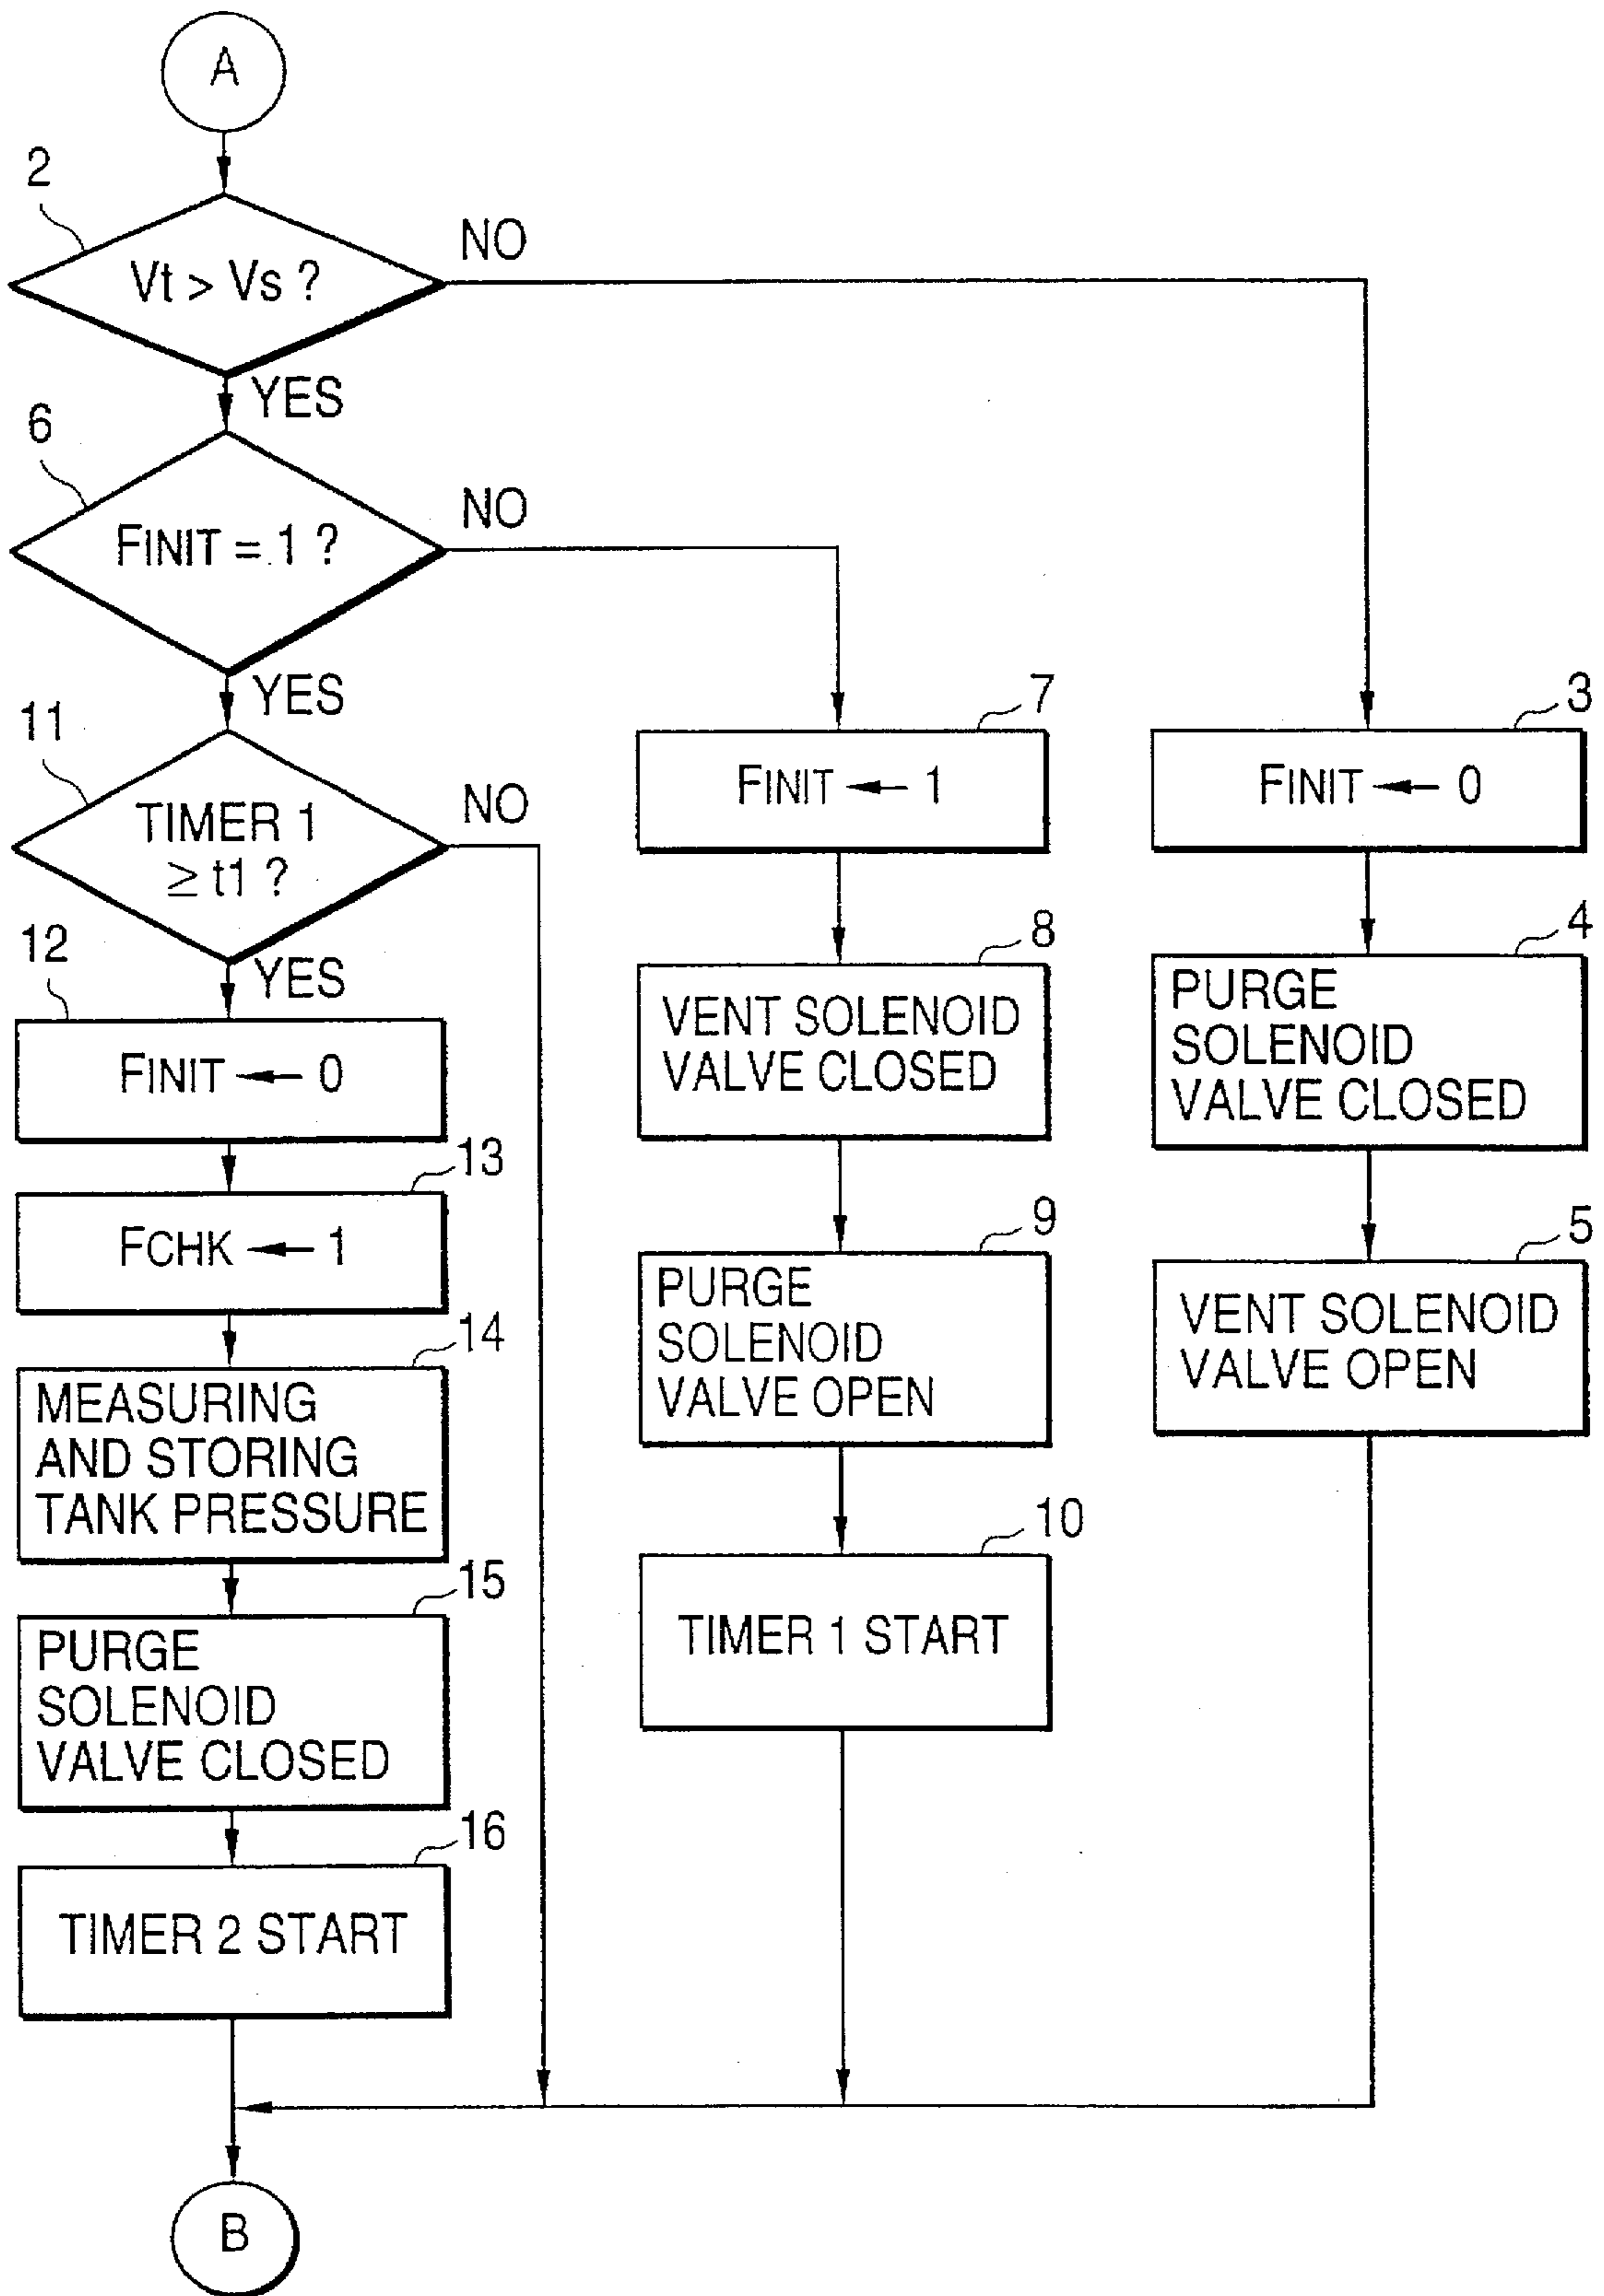 A
2
Vt > Vs ?
NO
YES
6
FINIT = 1 ?
NO
YES
11
TIMER 1
≥ t1 ?
NO
YES
12
FINIT ← 0
13
FCHK ← 1
14
MEASURING
AND STORING
TANK PRESSURE
15
PURGE
SOLENOID
VALVE CLOSED
16
TIMER 2 START
7
FINIT ← 1
8
VENT SOLENOID
VALVE CLOSED
9
PURGE
SOLENOID
VALVE OPEN
10
TIMER 1 START
3
FINIT ← 0
4
PURGE
SOLENOID
VALVE CLOSED
5
VENT SOLENOID
VALVE OPEN
B